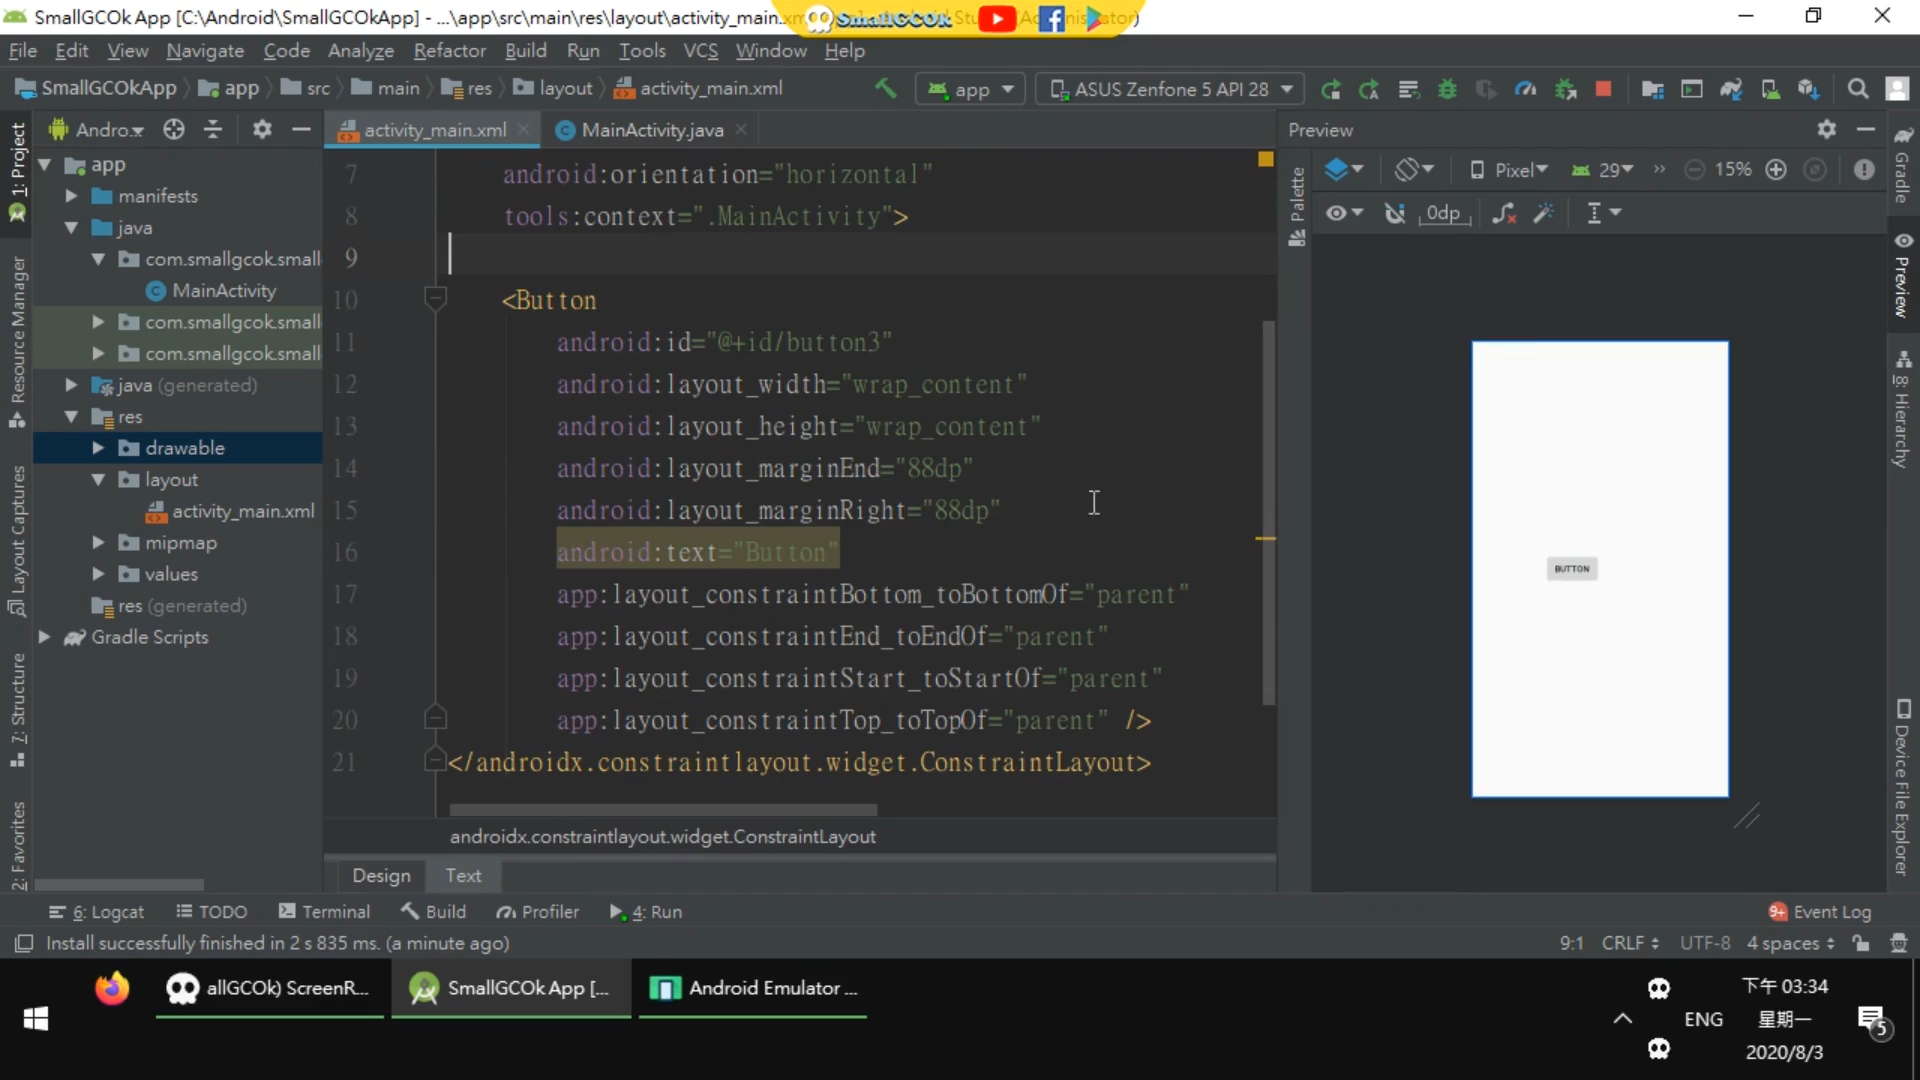 SmallGCOk App [C:\Android\SmallGCOkApp] - ...\app\src\main\res\layout\activity_main.xm
SmallGCOk
File Edit View Navigate Code Analyze Refactor Build Run Tools VCS Window Help
SmallGCOkApp app src main res layout activity_main.xml app ASUS Zenfone 5 API 28
1: Project
Resource Manager
Layout Captures
7: Structure
2: Favorites
Andro...
app
manifests
java
com.smallgcok.small
MainActivity
com.smallgcok.small
com.smallgcok.small
java (generated)
res
drawable
layout
activity_main.xml
mipmap
values
res (generated)
Gradle Scripts
activity_main.xml MainActivity.java
7 android:orientation="horizontal"
8 tools:context=".MainActivity">
9
10 <Button
11 android:id="@+id/button3"
12 android:layout_width="wrap_content"
13 android:layout_height="wrap_content"
14 android:layout_marginEnd="88dp"
15 android:layout_marginRight="88dp"
16 android:text="Button"
17 app:layout_constraintBottom_toBottomOf="parent"
18 app:layout_constraintEnd_toEndOf="parent"
19 app:layout_constraintStart_toStartOf="parent"
20 app:layout_constraintTop_toTopOf="parent" />
21 </androidx.constraintlayout.widget.ConstraintLayout>
androidx.constraintlayout.widget.ConstraintLayout
Design Text
Preview
Palette
Pixel 29 » 15%
0dp
BUTTON
Gradle
Preview
Hierarchy
Device File Explorer
6: Logcat TODO Terminal Build Profiler 4: Run 9+ Event Log
Install successfully finished in 2 s 835 ms. (a minute ago) 9:1 CRLF UTF-8 4 spaces
allGCOk) ScreenR... SmallGCOk App [... Android Emulator ...
ENG
下午 03:34
星期一
2020/8/3
5